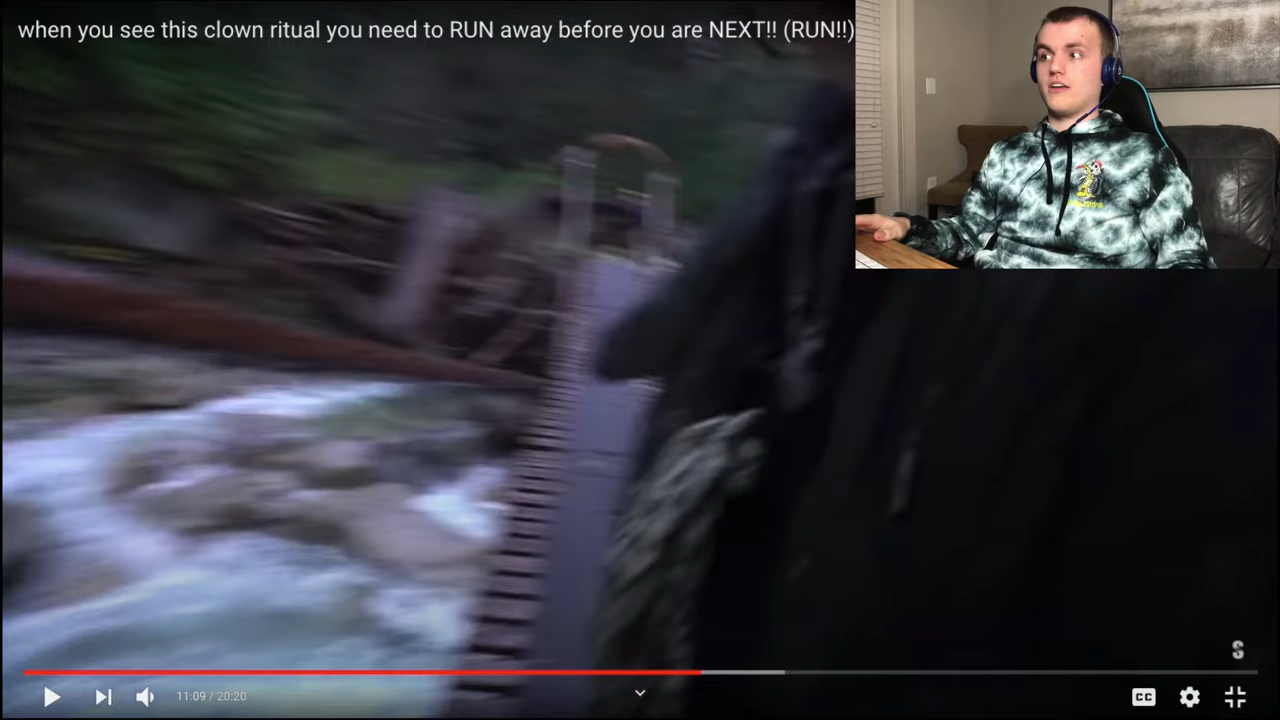 when you see this clown ritual you need to RUN away before you are NEXT!! (RUN!!)
S
11:09 / 20:20
CC